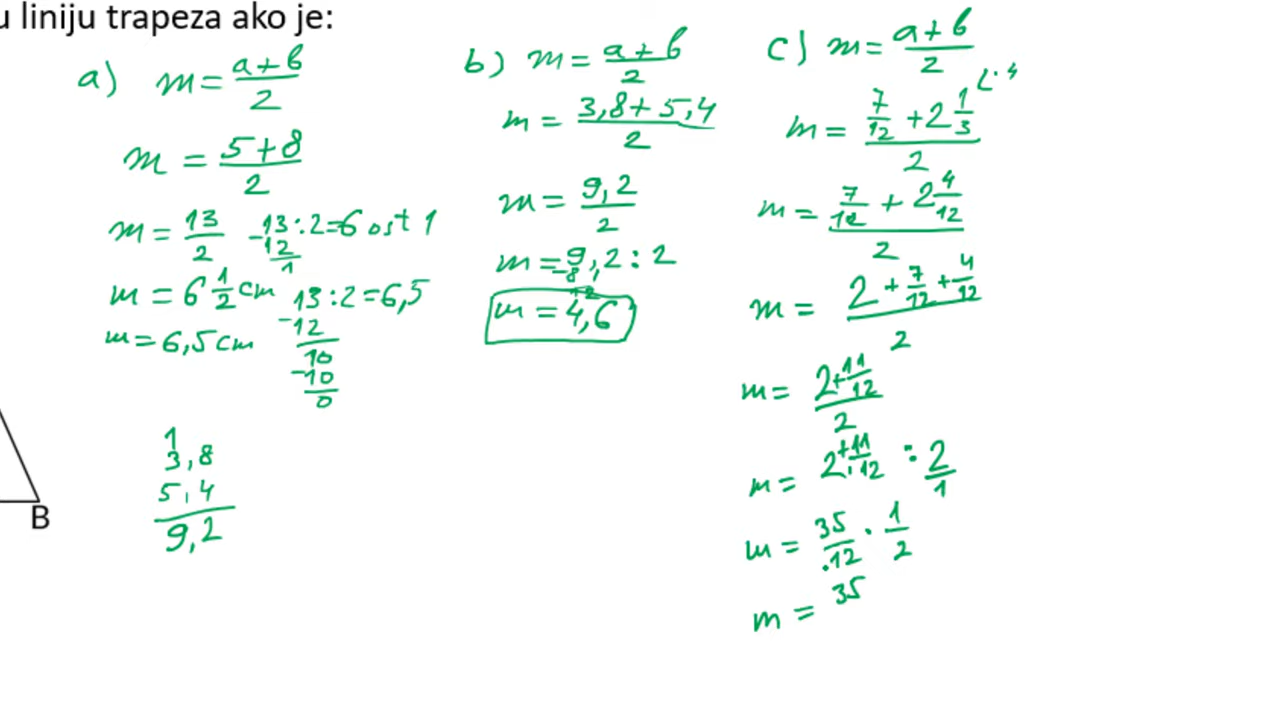 u liniju trapeza ako je:
a) m = a+b/2
m = 5+8/2
m = 13/2 13:2=6 ost 1
-12
1
m = 6 1/2 cm 13:2=6,5
-12
10
-10
0
m = 6,5 cm
1
3,8
5,4
9,2
B
b) m = a+b/2
m = 3,8+5,4/2
m = 9,2/2
m = 9,2:2
-8
12
m = 4,6
c) m = a+b/2
m = 7/12 + 2 1/3 /2 (·4
m = 7/12 + 2 4/12 /2
m = 2 + 7/12 + 4/12 /2
m = 2+11/12 /2
m = 2+11/12 : 2/1
m = 35/12 · 1/2
m = 35